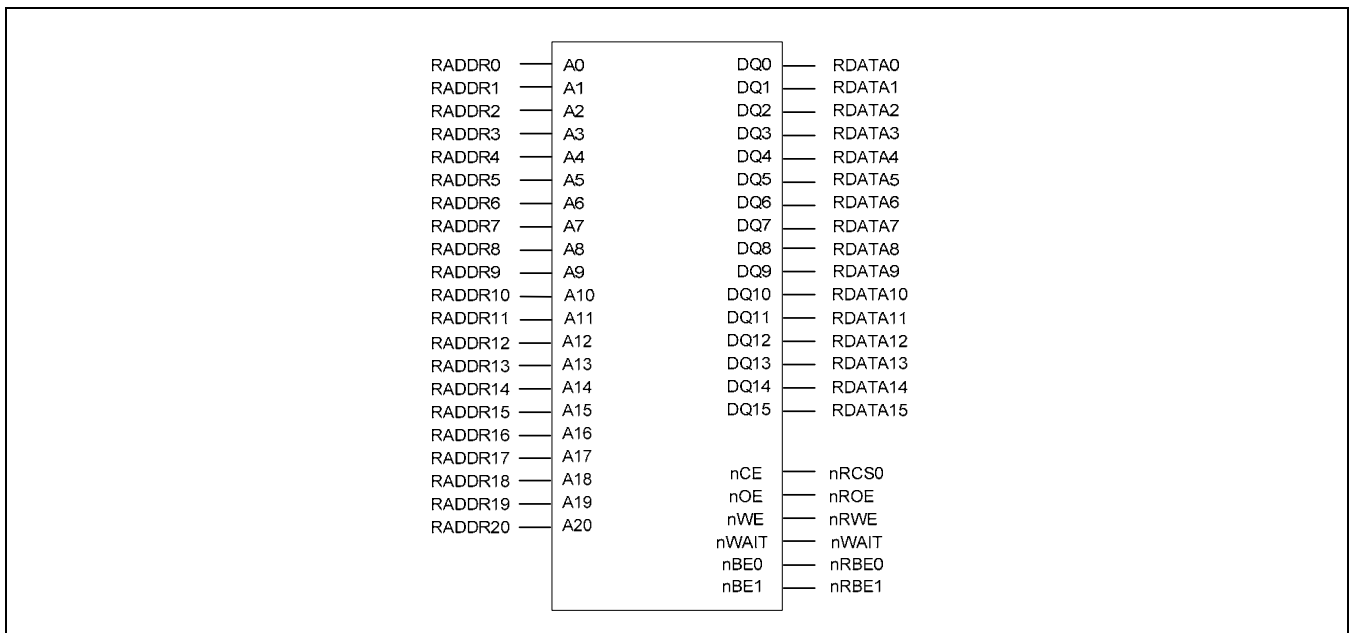 RADDR0 A0 DQ0 RDATA0
RADDR1 A1 DQ1 RDATA1
RADDR2 A2 DQ2 RDATA2
RADDR3 A3 DQ3 RDATA3
RADDR4 A4 DQ4 RDATA4
RADDR5 A5 DQ5 RDATA5
RADDR6 A6 DQ6 RDATA6
RADDR7 A7 DQ7 RDATA7
RADDR8 A8 DQ8 RDATA8
RADDR9 A9 DQ9 RDATA9
RADDR10 A10 DQ10 RDATA10
RADDR11 A11 DQ11 RDATA11
RADDR12 A12 DQ12 RDATA12
RADDR13 A13 DQ13 RDATA13
RADDR14 A14 DQ14 RDATA14
RADDR15 A15 DQ15 RDATA15
RADDR16 A16
RADDR17 A17
RADDR18 A18 nCE nRCS0
RADDR19 A19 nOE nROE
RADDR20 A20 nWE nRWE
nWAIT nWAIT
nBE0 nRBE0
nBE1 nRBE1